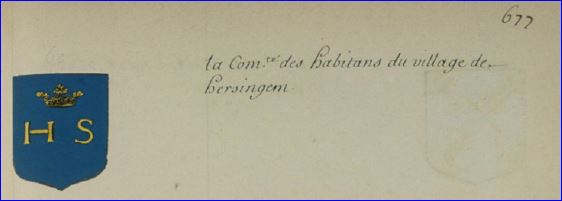 677
la Com.té des habitans du village de
hersingem.
H S